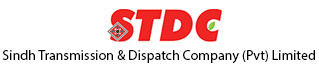 STDC
Sindh Transmission & Dispatch Company (Pvt) Limited